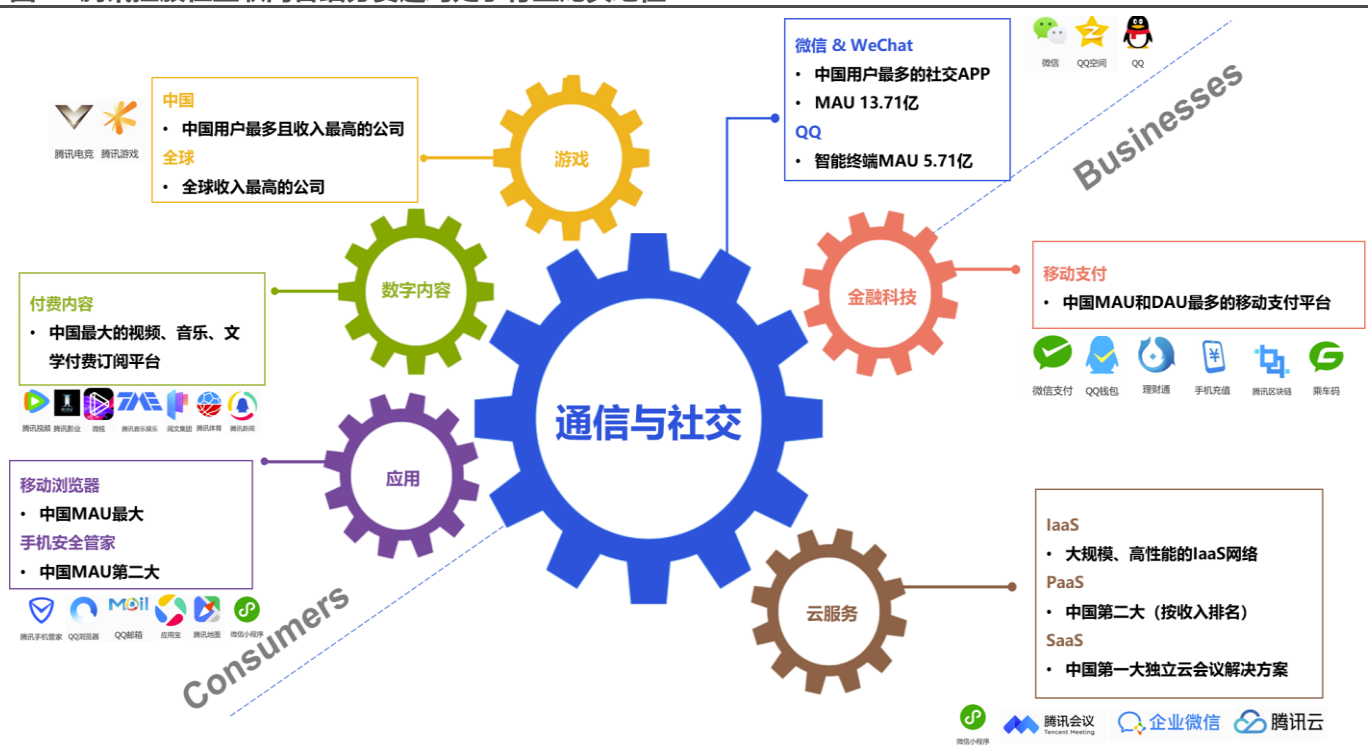 微信 & WeChat
• 中国用户最多的社交APP
• MAU 13.71亿
QQ
• 智能终端MAU 5.71亿
微信 QQ空间 QQ
Businesses
中国
• 中国用户最多且收入最高的公司
全球
• 全球收入最高的公司
腾讯电竞 腾讯游戏
游戏
数字内容
付费内容
• 中国最大的视频、音乐、文
学付费订阅平台
腾讯视频 腾讯影业 微视 腾讯音乐娱乐 阅文集团 腾讯体育 腾讯新闻
金融科技
移动支付
• 中国MAU和DAU最多的移动支付平台
微信支付 QQ钱包 理财通 手机充值 腾讯区块链 乘车码
通信与社交
应用
移动浏览器
• 中国MAU最大
手机安全管家
• 中国MAU第二大
Mail
腾讯手机管家 QQ浏览器 QQ邮箱 应用宝 腾讯地图 微信小程序
Consumers
云服务
IaaS
• 大规模、高性能的IaaS网络
PaaS
• 中国第二大（按收入排名）
SaaS
• 中国第一大独立云会议解决方案
微信小程序
腾讯会议
Tencent Meeting
企业微信
腾讯云